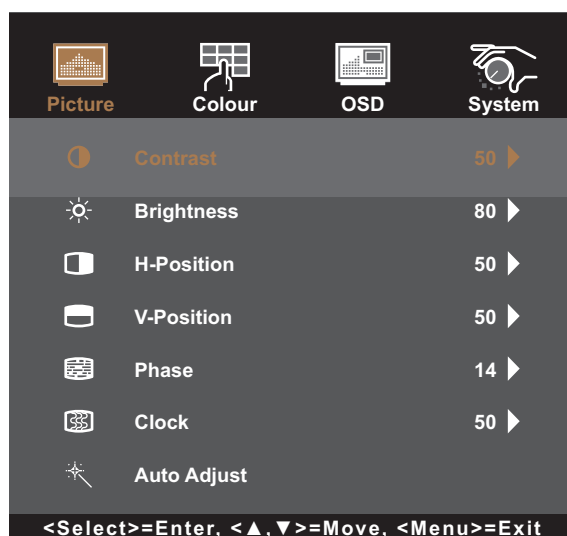 Picture Colour OSD System
Contrast 50
Brightness 80
H-Position 50
V-Position 50
Phase 14
Clock 50
Auto Adjust
<Select>=Enter, <▲,▼>=Move, <Menu>=Exit